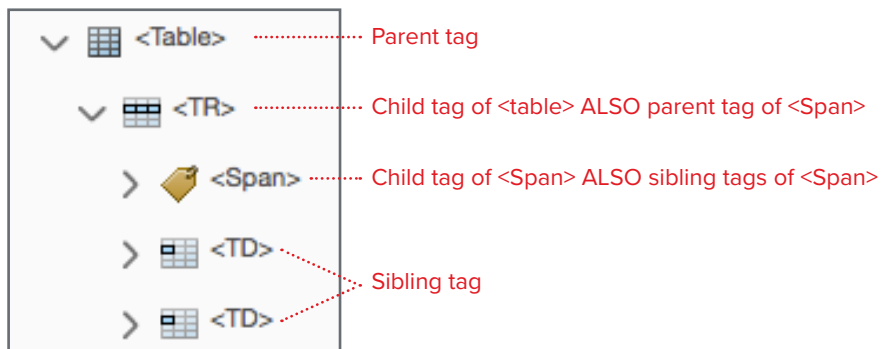 <Table> Parent tag
<TR> Child tag of <table> ALSO parent tag of <Span>
<Span> Child tag of <Span> ALSO sibling tags of <Span>
<TD>
Sibling tag
<TD>